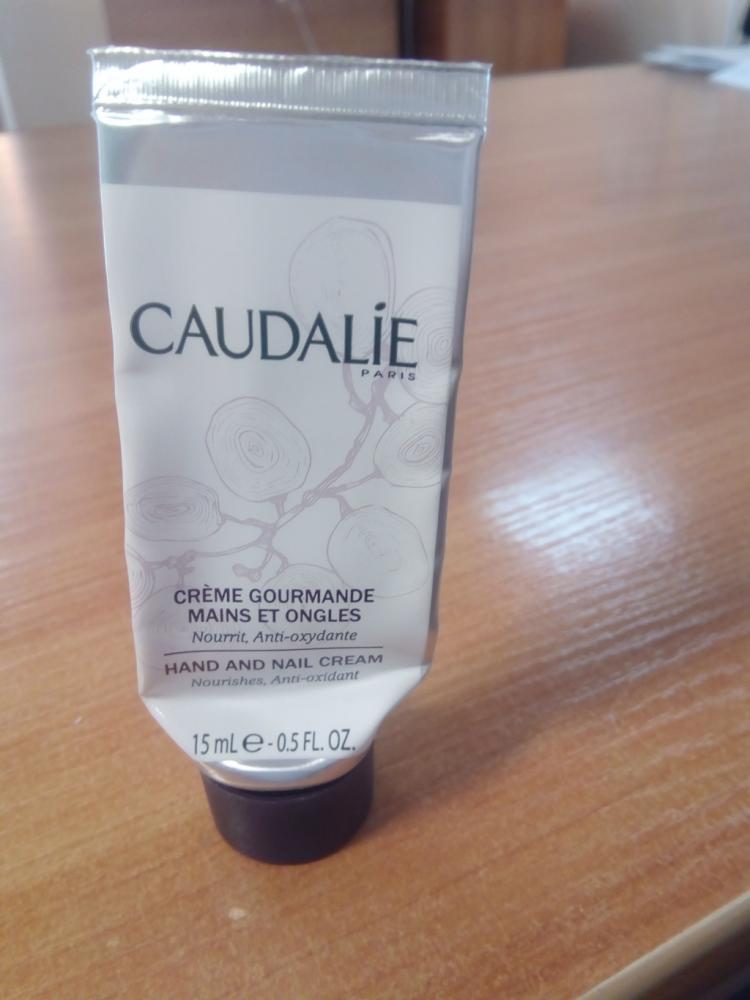 CAUDALÍE
PARIS
CRÈME GOURMANDE
MAINS ET ONGLES
Nourrit, Anti-oxydante
HAND AND NAIL CREAM
Nourishes, Anti-oxidant
15 mL ℮ - 0.5 FL. OZ.